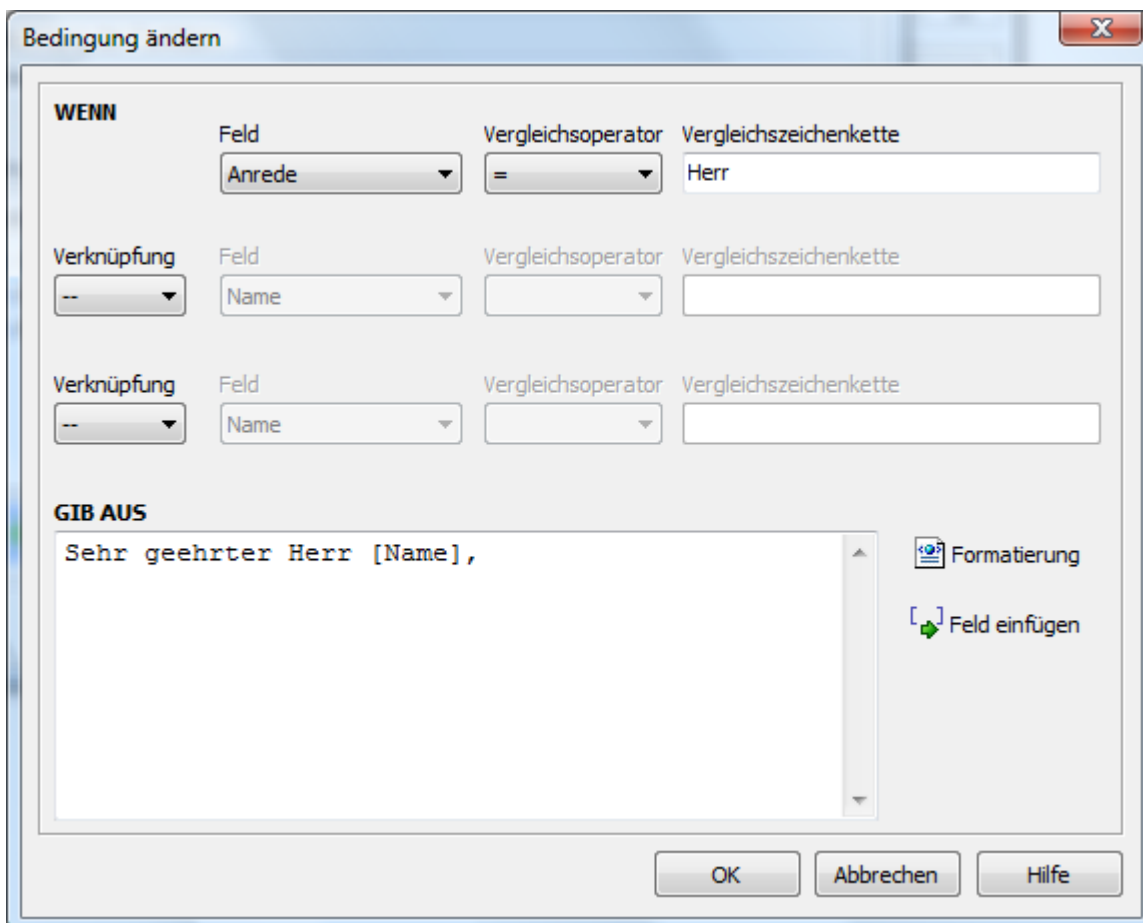 Bedingung ändern
WENN
Feld Vergleichsoperator Vergleichszeichenkette
Anrede = Herr
Verknüpfung Feld Vergleichsoperator Vergleichszeichenkette
-- Name
Verknüpfung Feld Vergleichsoperator Vergleichszeichenkette
-- Name
GIB AUS
Sehr geehrter Herr [Name],
Formatierung
Feld einfügen
OK Abbrechen Hilfe